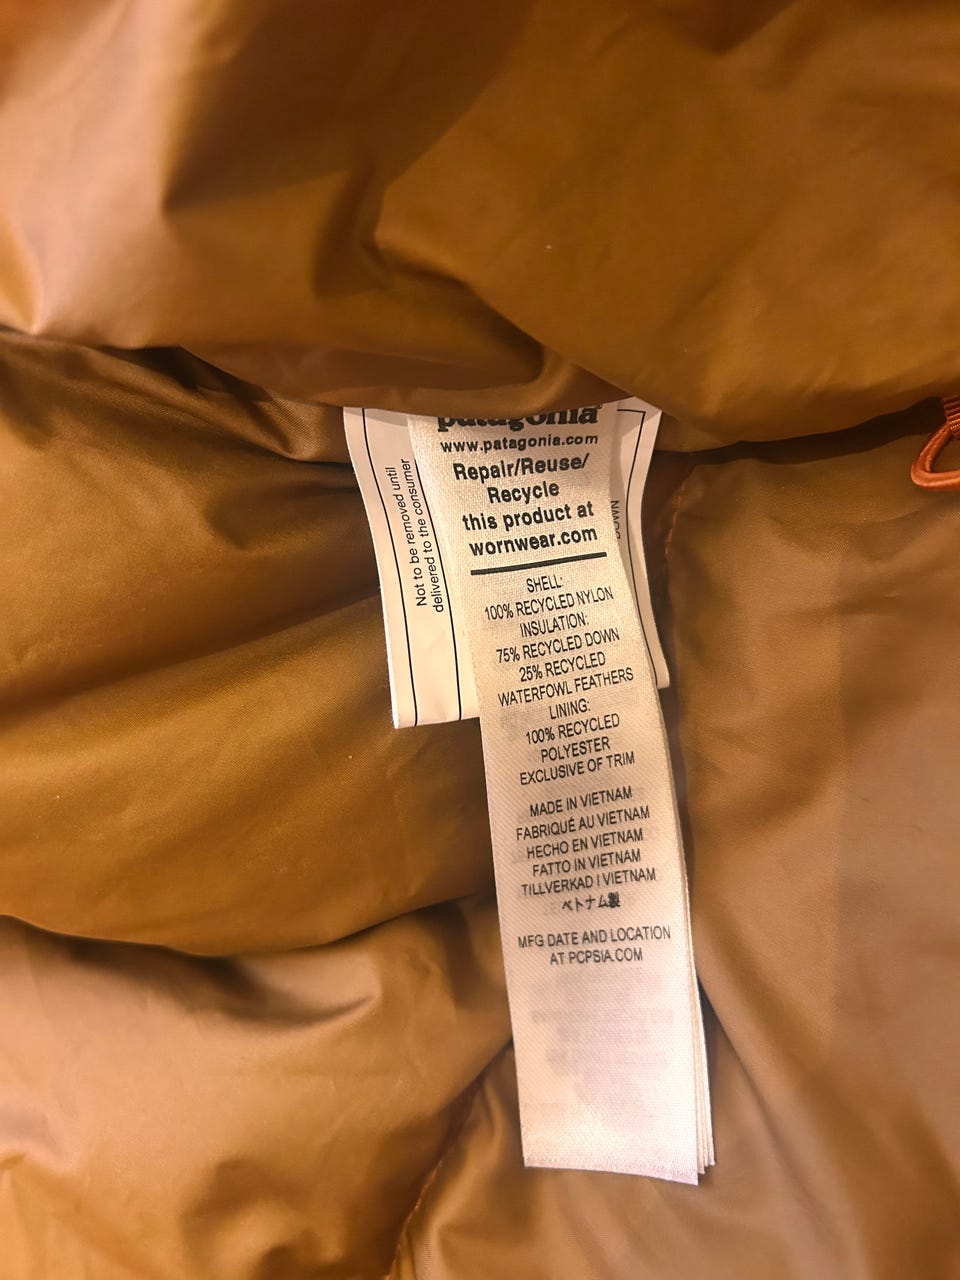 patagonia
www.patagonia.com
Repair/Reuse/
Recycle
this product at
wornwear.com
SHELL:
100% RECYCLED NYLON
INSULATION:
75% RECYCLED DOWN
25% RECYCLED
WATERFOWL FEATHERS
LINING:
100% RECYCLED
POLYESTER
EXCLUSIVE OF TRIM
MADE IN VIETNAM
FABRIQUÉ AU VIETNAM
HECHO EN VIETNAM
FATTO IN VIETNAM
TILLVERKAD I VIETNAM
ベトナム製
MFG DATE AND LOCATION
AT PCPSIA.COM
Not to be removed until
delivered to the consumer